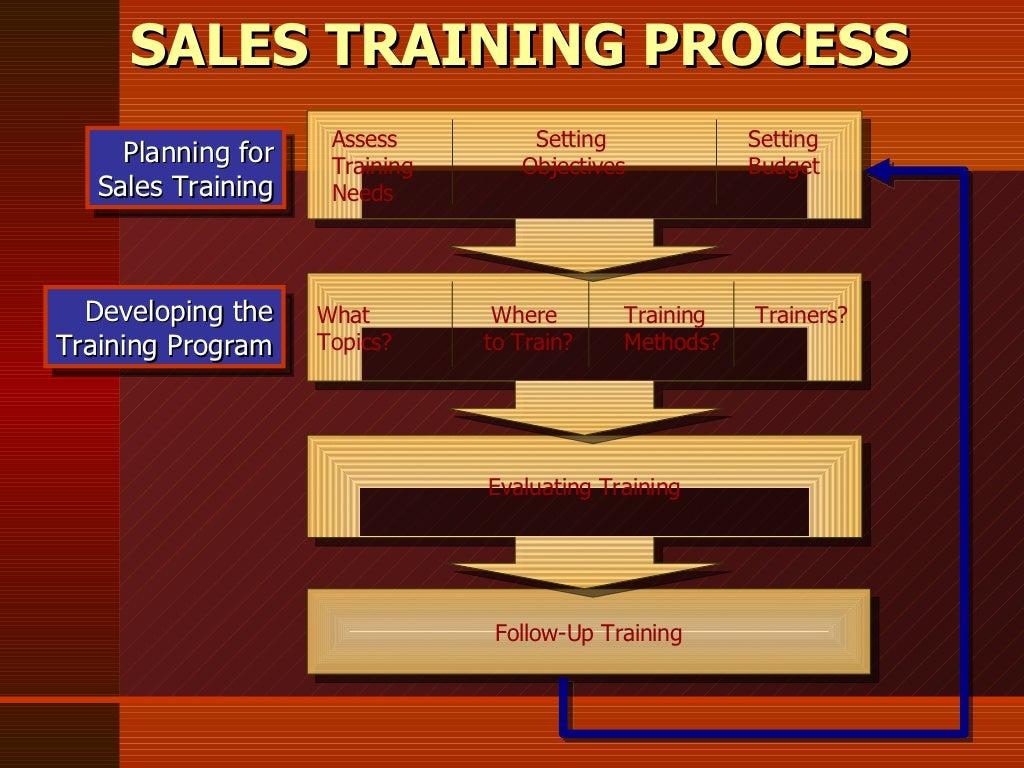 SALES TRAINING PROCESS
Planning for
Sales Training
Assess
Training
Needs
Setting
Objectives
Setting
Budget
Developing the
Training Program
What
Topics?
Where
to Train?
Training
Methods?
Trainers?
Evaluating Training
Follow-Up Training